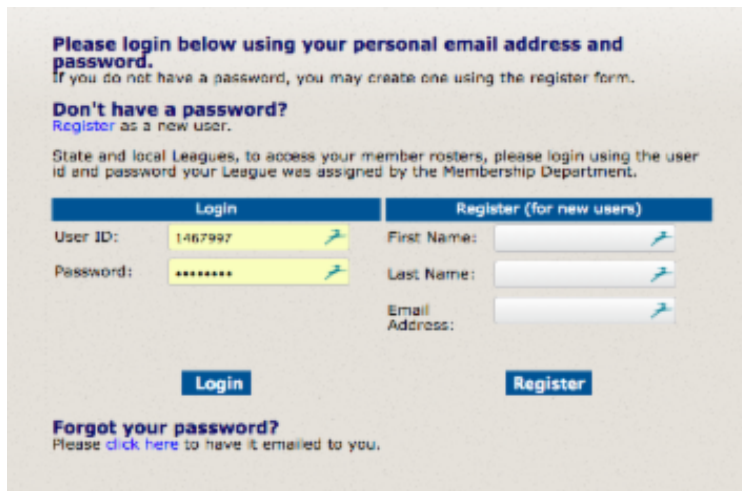 Please login below using your personal email address and
password.
If you do not have a password, you may create one using the register form.
Don't have a password?
Register as a new user.
State and local Leagues, to access your member rosters, please login using the user
id and password your League was assigned by the Membership Department.
Login
Register (for new users)
User ID: 1467997
First Name:
Password: ••••••••
Last Name:
Email
Address:
Login
Register
Forgot your password?
Please click here to have it emailed to you.